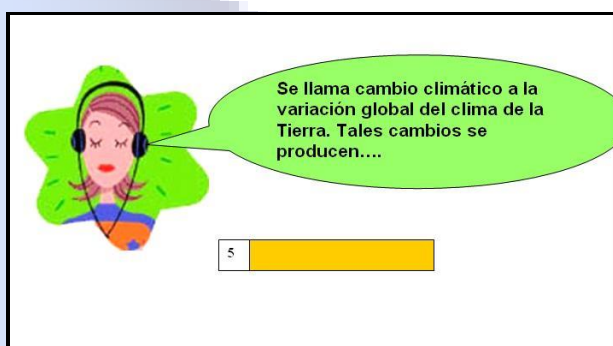 Se llama cambio climático a la
variación global del clima de la
Tierra. Tales cambios se
producen....
5